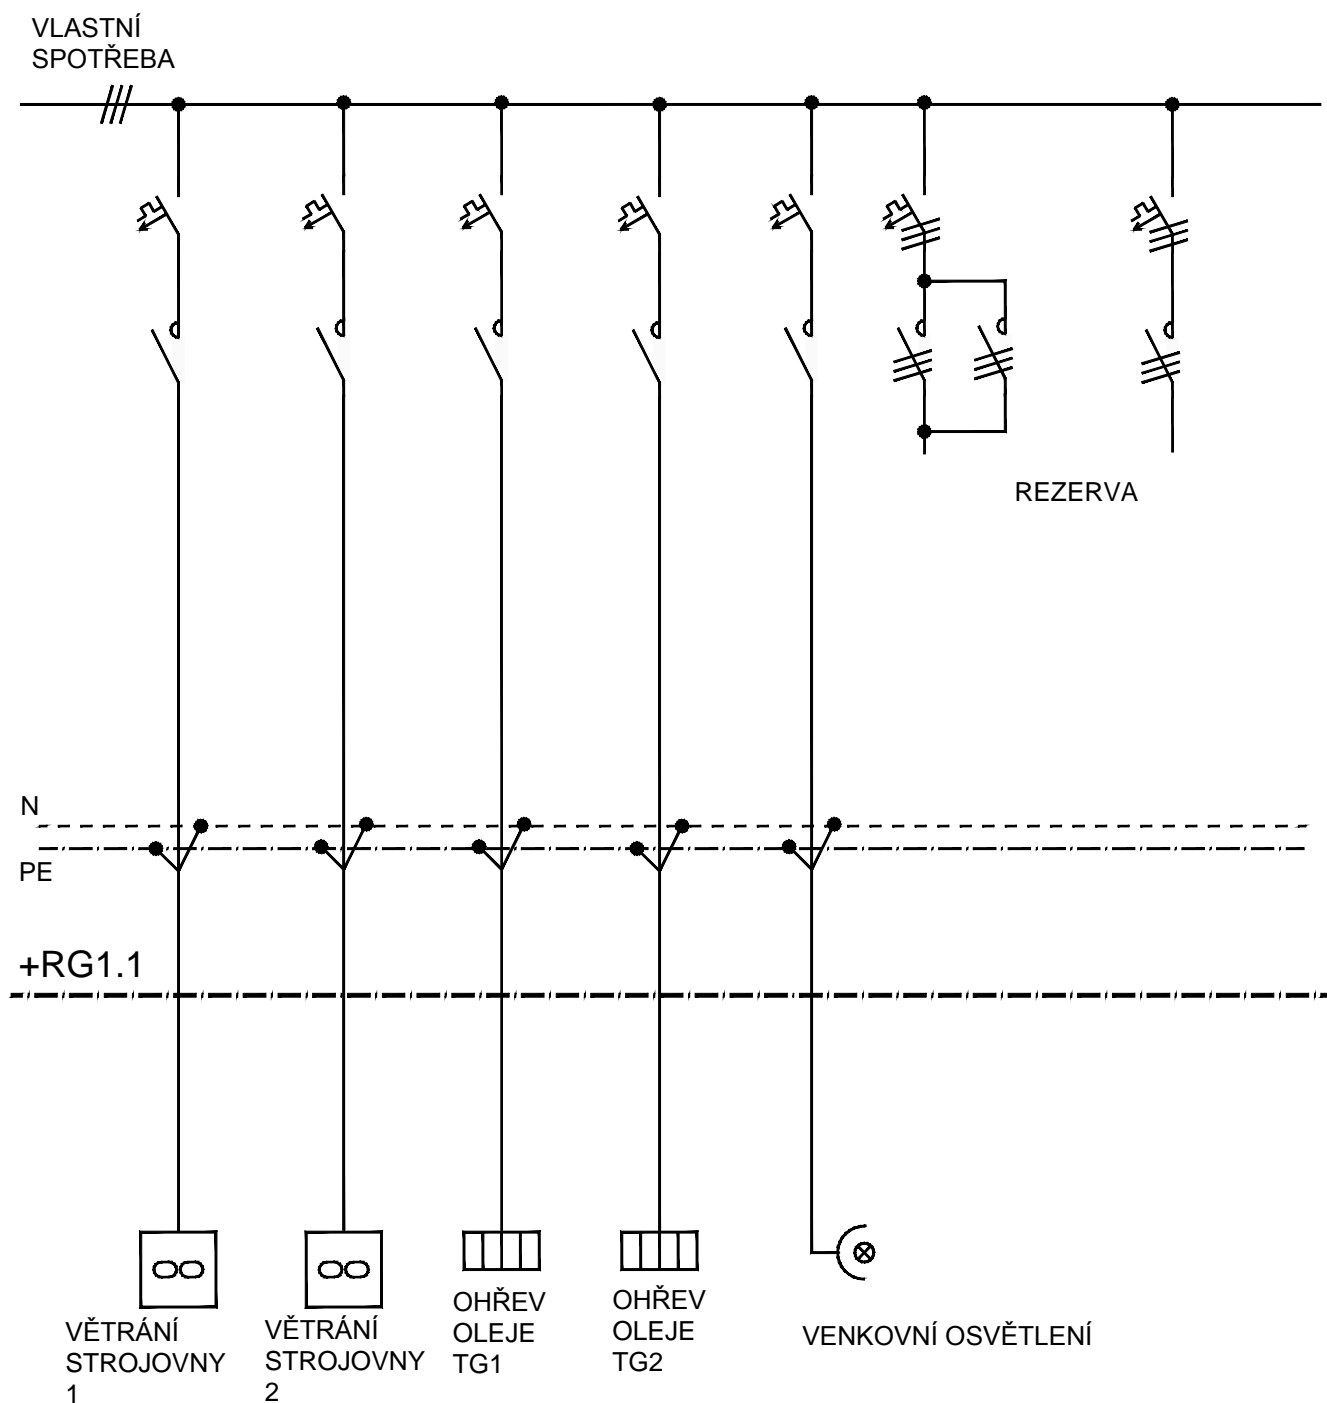 VLASTNÍ
SPOTŘEBA
REZERVA
N
PE
+RG1.1
VĚTRÁNÍ
STROJOVNY
1
VĚTRÁNÍ
STROJOVNY
2
OHŘEV
OLEJE
TG1
OHŘEV
OLEJE
TG2
VENKOVNÍ OSVĚTLENÍ